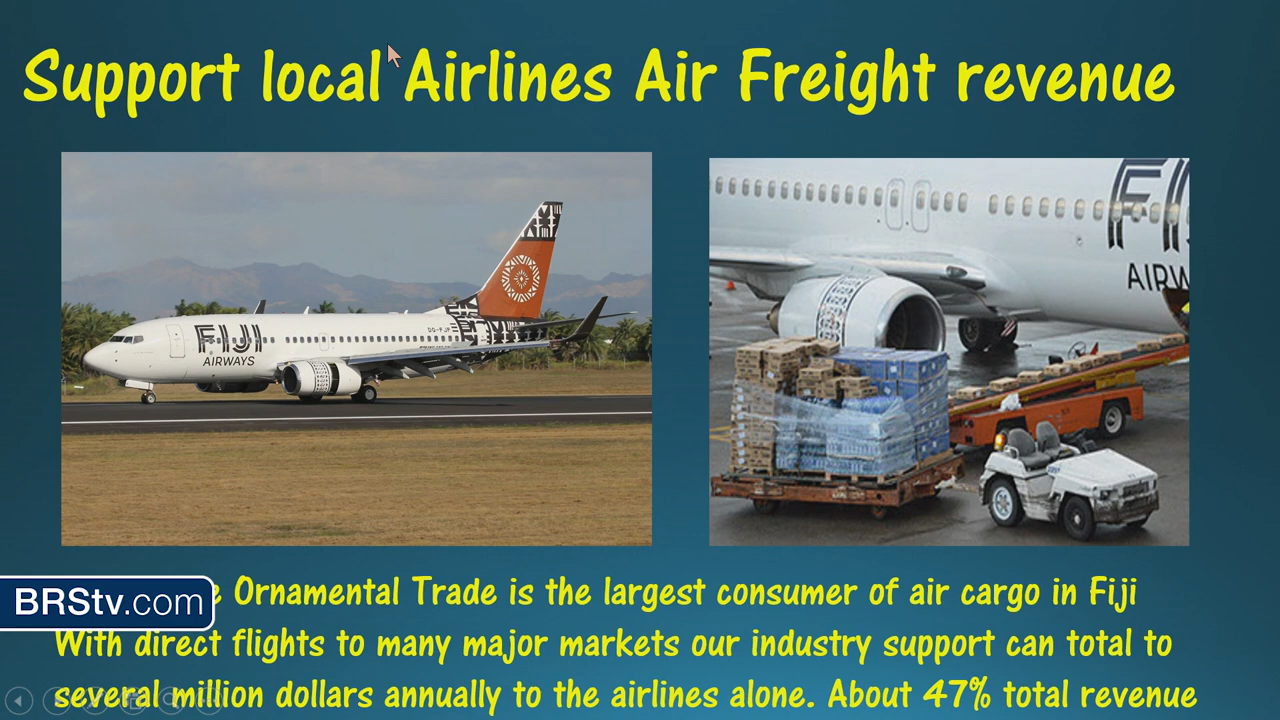 Support local Airlines Air Freight revenue
FIJI
AIRWAYS
DQ-FJP
AIRW
BRStv.com
Ornamental Trade is the largest consumer of air cargo in Fiji
With direct flights to many major markets our industry support can total to
several million dollars annually to the airlines alone. About 47% total revenue